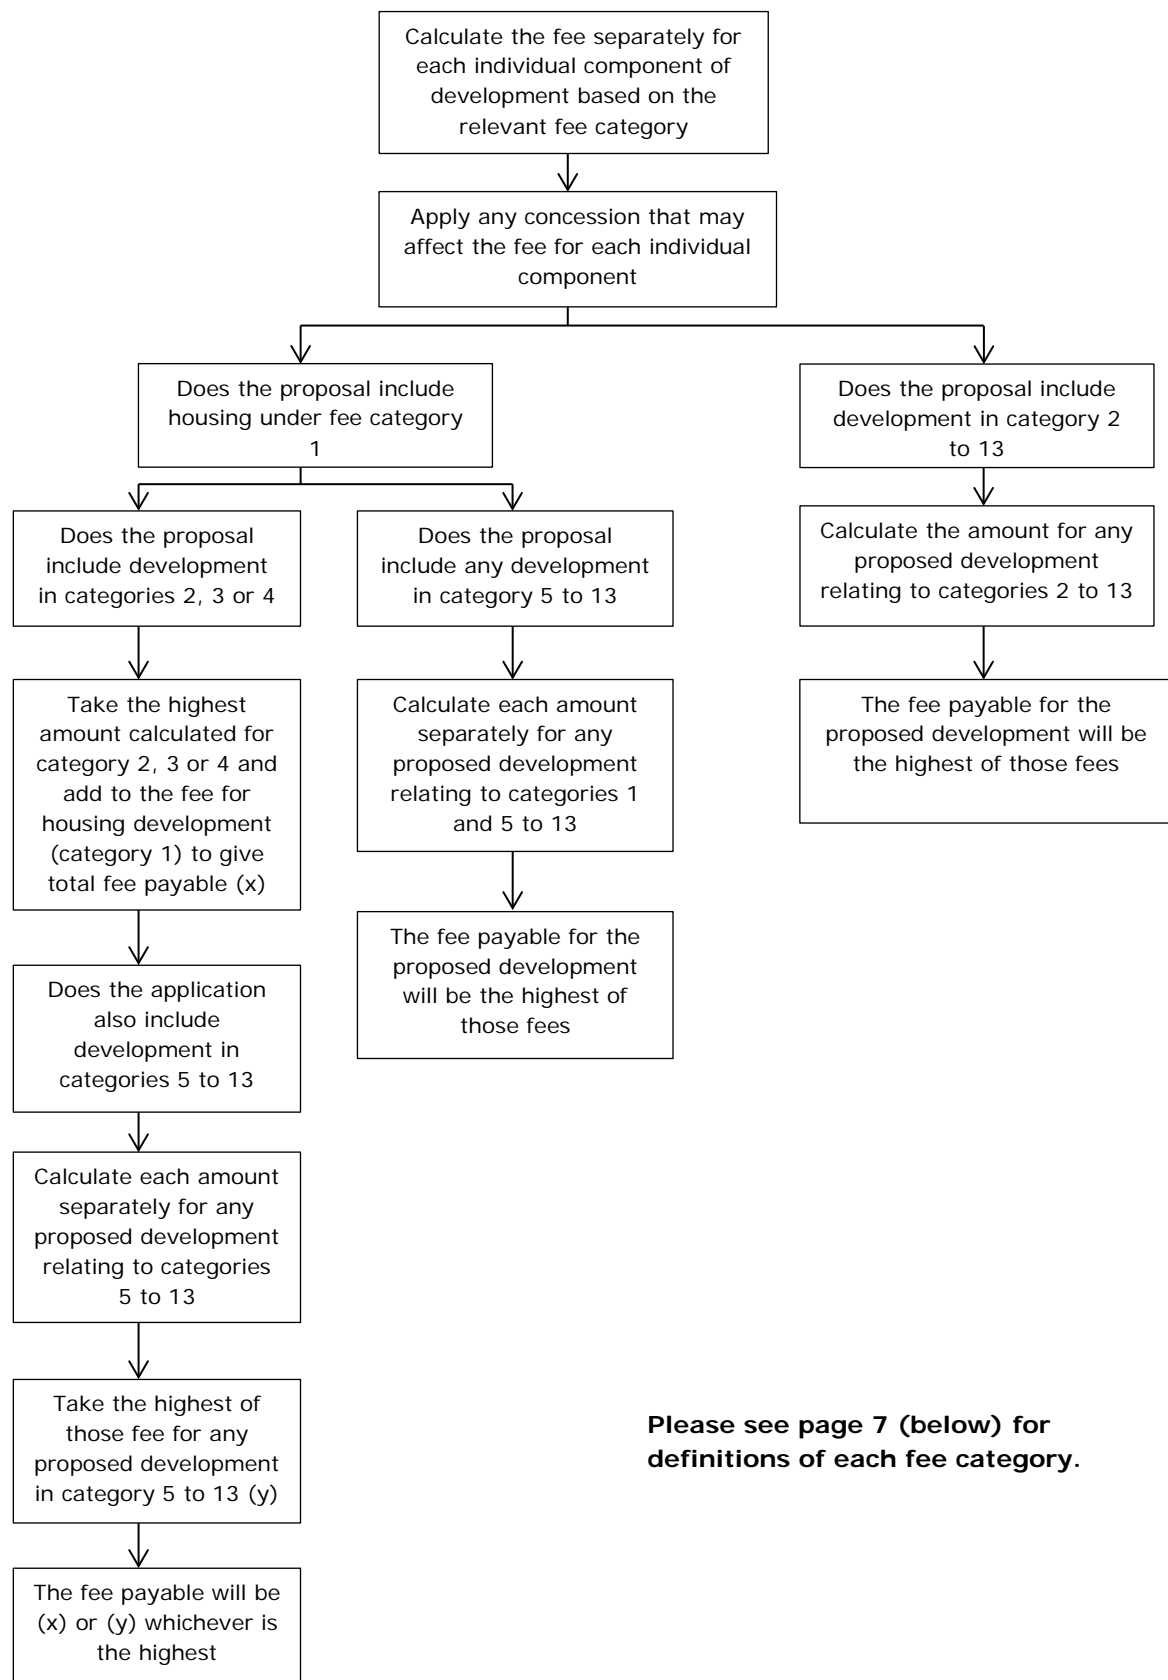 Calculate the fee separately for
each individual component of
development based on the
relevant fee category
Apply any concession that may
affect the fee for each individual
component
Does the proposal include
housing under fee category
1
Does the proposal include
development in category 2
to 13
Does the proposal
include development
in categories 2, 3 or 4
Does the proposal
include any development
in category 5 to 13
Calculate the amount for any
proposed development
relating to categories 2 to 13
Take the highest
amount calculated for
category 2, 3 or 4 and
add to the fee for
housing development
(category 1) to give
total fee payable (x)
Calculate each amount
separately for any
proposed development
relating to categories 1
and 5 to 13
The fee payable for the
proposed development will be
the highest of those fees
The fee payable for the
proposed development
will be the highest of
those fees
Does the application
also include
development in
categories 5 to 13
Calculate each amount
separately for any
proposed development
relating to categories
5 to 13
Take the highest of
those fee for any
proposed development
in category 5 to 13 (y)
The fee payable will be
(x) or (y) whichever is
the highest
Please see page 7 (below) for
definitions of each fee category.